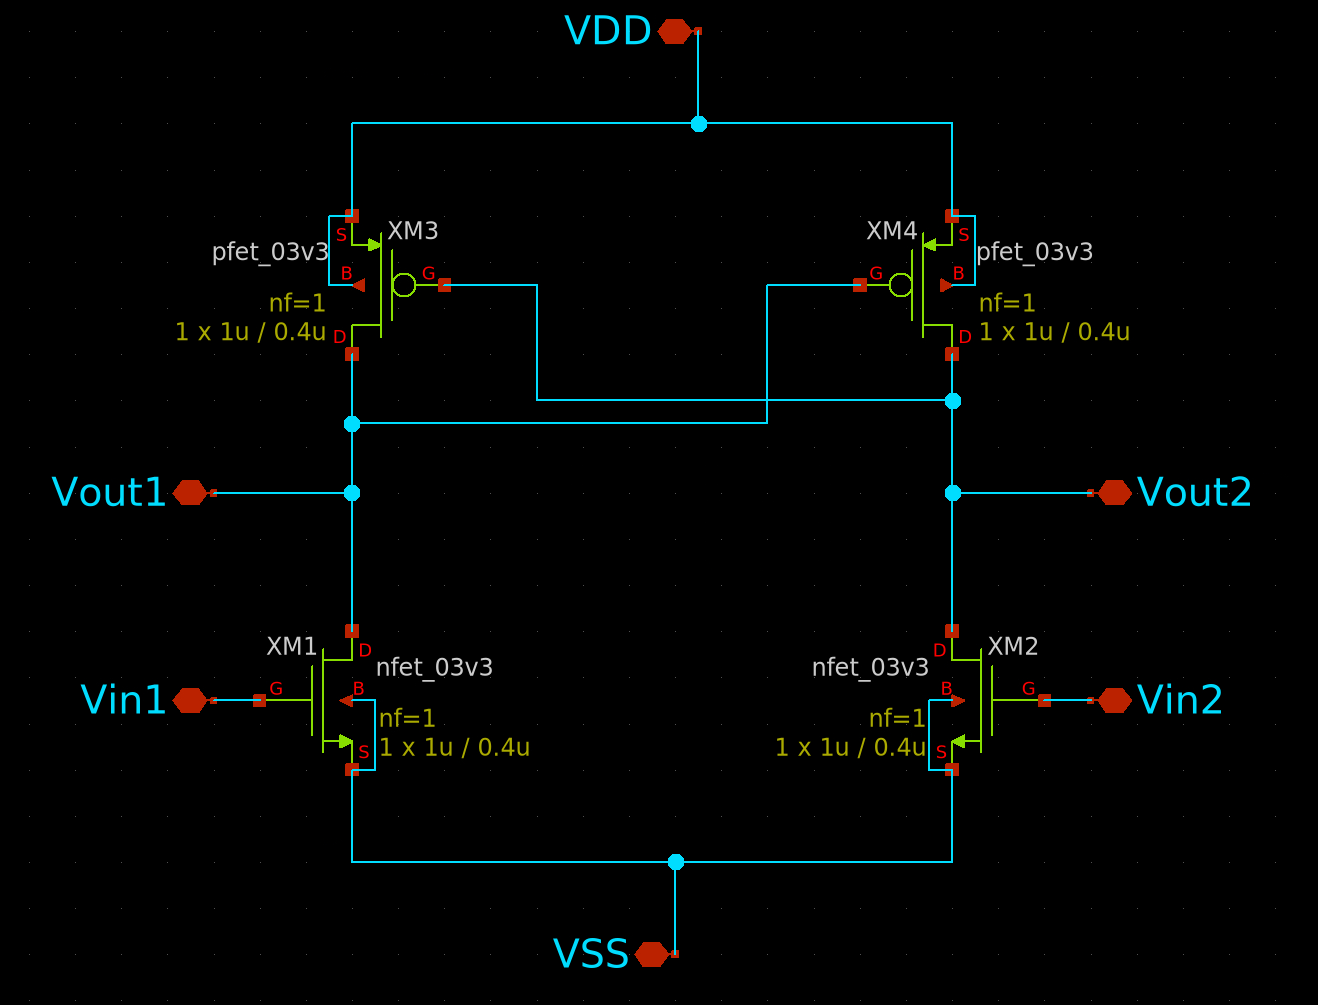 VDD
XM3
XM4
S
S
pfet_03v3
pfet_03v3
B
G
G
B
nf=1
nf=1
1 x 1u / 0.4u
D
D
1 x 1u / 0.4u
Vout1
Vout2
XM1
XM2
D
D
nfet_03v3
nfet_03v3
Vin1
G
B
B
G
Vin2
nf=1
nf=1
1 x 1u / 0.4u
1 x 1u / 0.4u
S
S
VSS